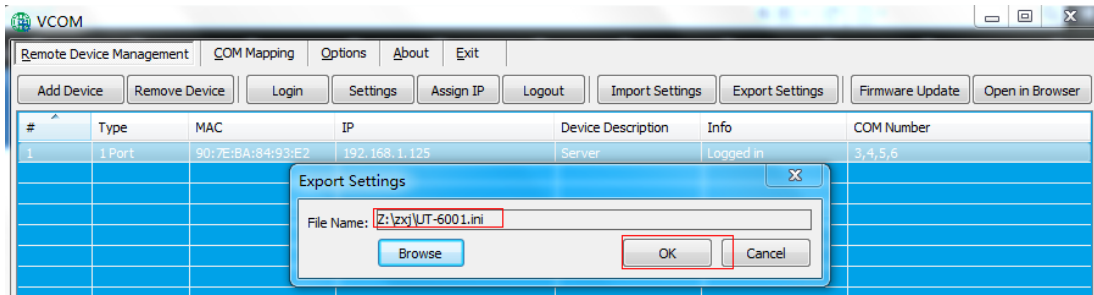 VCOM
Remote Device Management COM Mapping Options About Exit
Add Device Remove Device Login Settings Assign IP Logout Import Settings Export Settings Firmware Update Open in Browser
# Type MAC IP Device Description Info COM Number
1 1 Port 90:7E:BA:84:93:E2 192.168.1.125 Server Logged in 3,4,5,6
Export Settings
File Name: Z:\zxj\UT-6001.ini
Browse OK Cancel